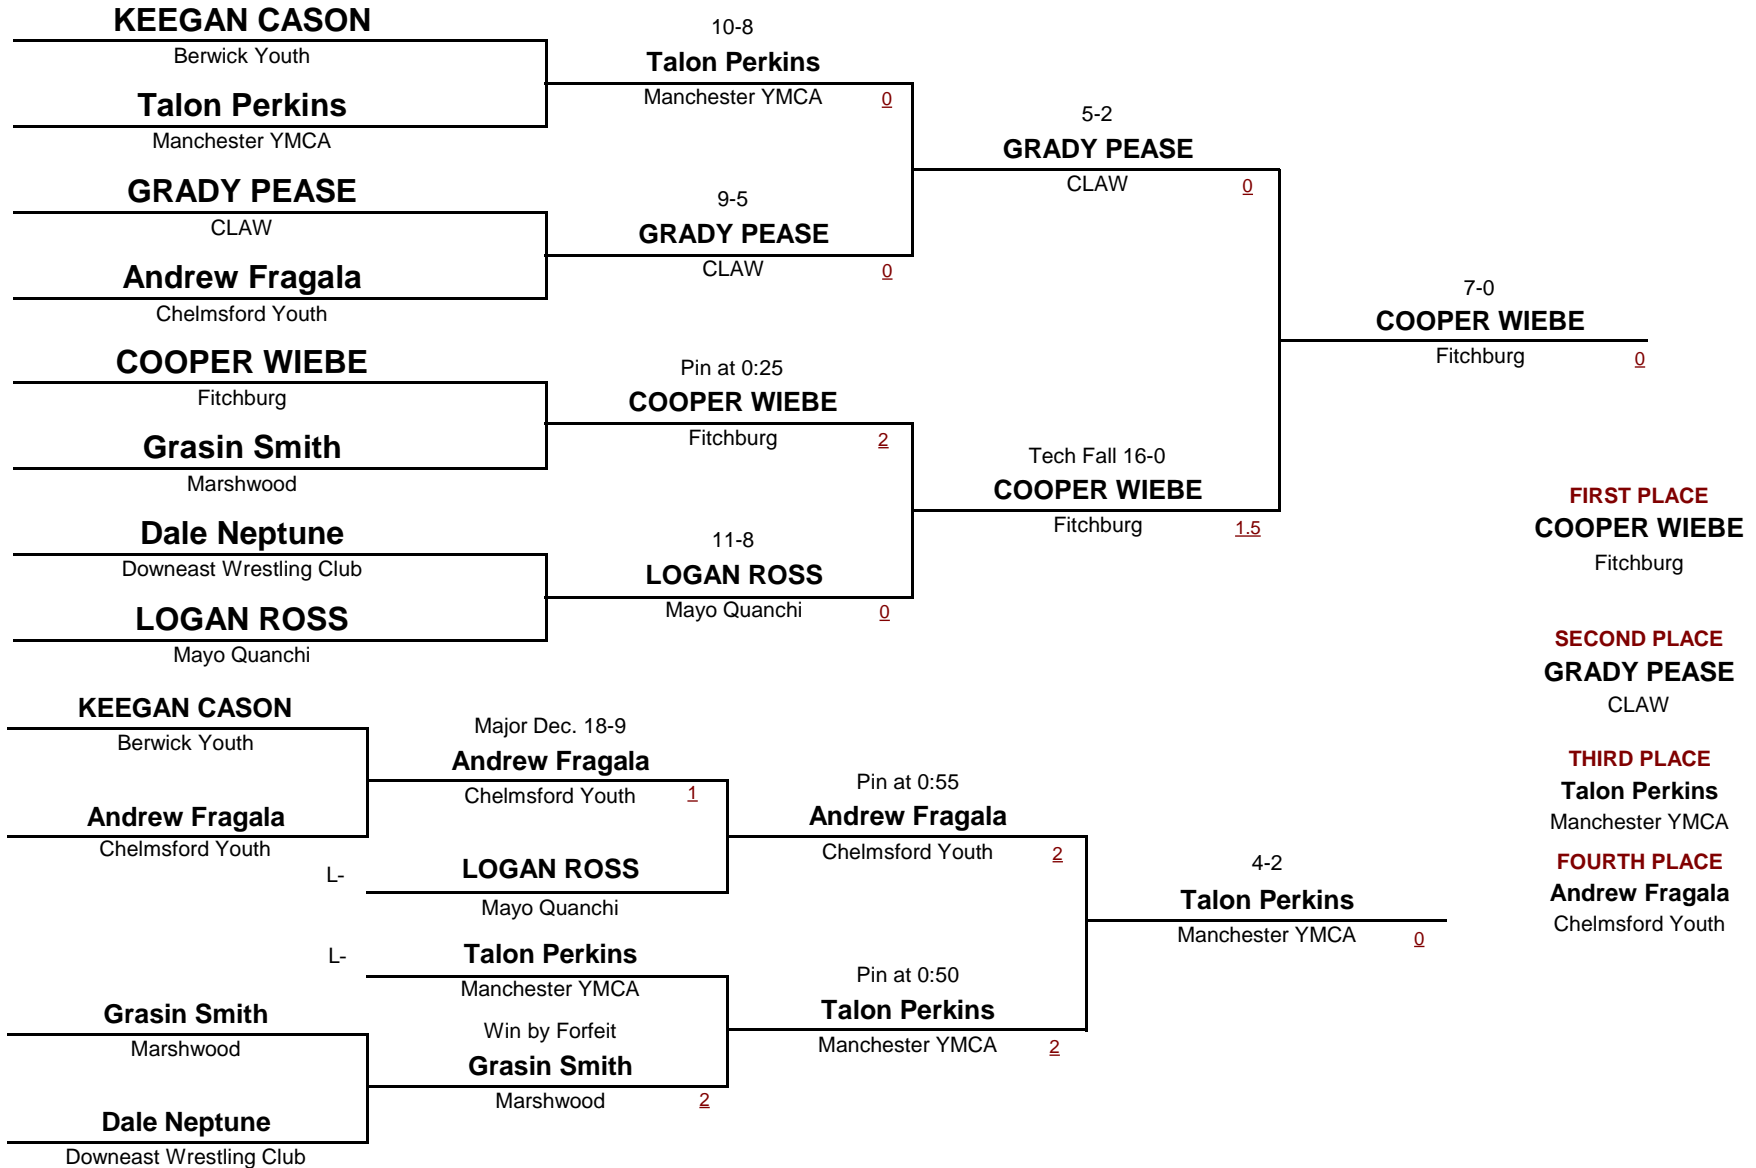 KEEGAN CASON
Berwick Youth
Talon Perkins
Manchester YMCA
GRADY PEASE
CLAW
Andrew Fragala
Chelmsford Youth
COOPER WIEBE
Fitchburg
Grasin Smith
Marshwood
Dale Neptune
Downeast Wrestling Club
LOGAN ROSS
Mayo Quanchi
10-8
Talon Perkins
Manchester YMCA 0
9-5
GRADY PEASE
CLAW 0
Pin at 0:25
COOPER WIEBE
Fitchburg 2
11-8
LOGAN ROSS
Mayo Quanchi 0
5-2
GRADY PEASE
CLAW 0
Tech Fall 16-0
COOPER WIEBE
Fitchburg 1.5
7-0
COOPER WIEBE
Fitchburg 0
KEEGAN CASON
Berwick Youth
Andrew Fragala
Chelmsford Youth
Grasin Smith
Marshwood
Dale Neptune
Downeast Wrestling Club
Major Dec. 18-9
Andrew Fragala
Chelmsford Youth 1
L- LOGAN ROSS
Mayo Quanchi
L- Talon Perkins
Manchester YMCA
Win by Forfeit
Grasin Smith
Marshwood 2
Pin at 0:55
Andrew Fragala
Chelmsford Youth 2
Pin at 0:50
Talon Perkins
Manchester YMCA 2
4-2
Talon Perkins
Manchester YMCA 0
FIRST PLACE
COOPER WIEBE
Fitchburg
SECOND PLACE
GRADY PEASE
CLAW
THIRD PLACE
Talon Perkins
Manchester YMCA
FOURTH PLACE
Andrew Fragala
Chelmsford Youth